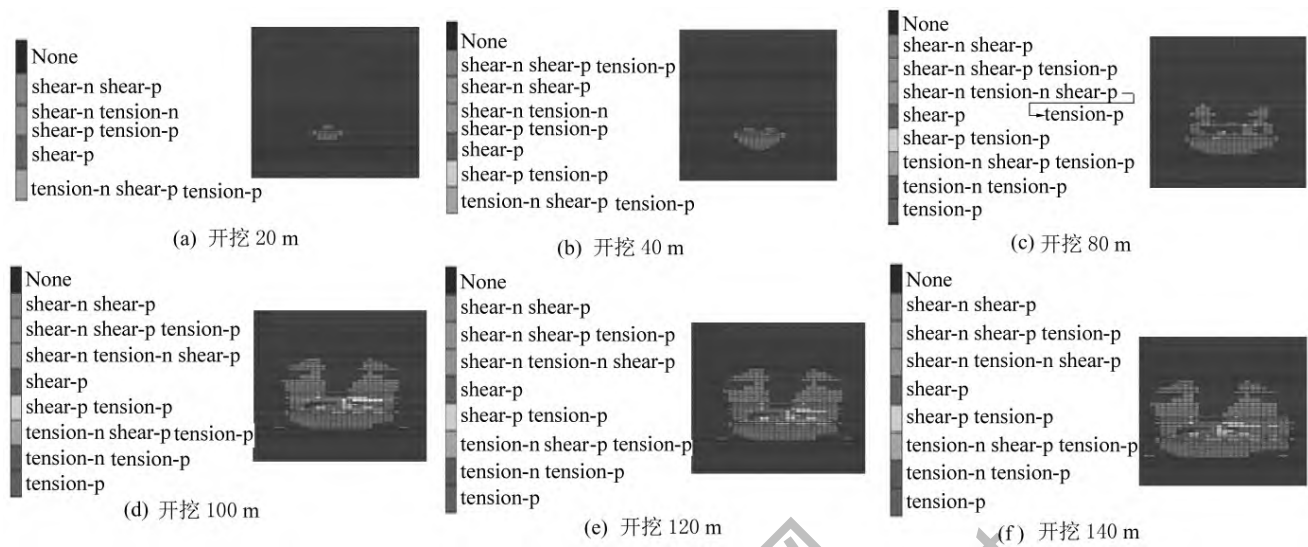 None
shear-n shear-p
shear-n tension-n
shear-p tension-p
shear-p
tension-n shear-p tension-p
(a) 开挖 20 m
None
shear-n shear-p tension-p
shear-n shear-p
shear-n tension-n
shear-p tension-p
shear-p
shear-p tension-p
tension-n shear-p tension-p
(b) 开挖 40 m
None
shear-n shear-p
shear-n shear-p tension-p
shear-n tension-n shear-p
tension-p
shear-p
shear-p tension-p
tension-n shear-p tension-p
tension-n tension-p
tension-p
(c) 开挖 80 m
None
shear-n shear-p
shear-n shear-p tension-p
shear-n tension-n shear-p
shear-p
shear-p tension-p
tension-n shear-p tension-p
tension-n tension-p
tension-p
(d) 开挖 100 m
None
shear-n shear-p
shear-n shear-p tension-p
shear-n tension-n shear-p
shear-p
shear-p tension-p
tension-n shear-p tension-p
tension-n tension-p
tension-p
(e) 开挖 120 m
None
shear-n shear-p
shear-n shear-p tension-p
shear-n tension-n shear-p
shear-p
shear-p tension-p
tension-n shear-p tension-p
tension-n tension-p
tension-p
(f) 开挖 140 m